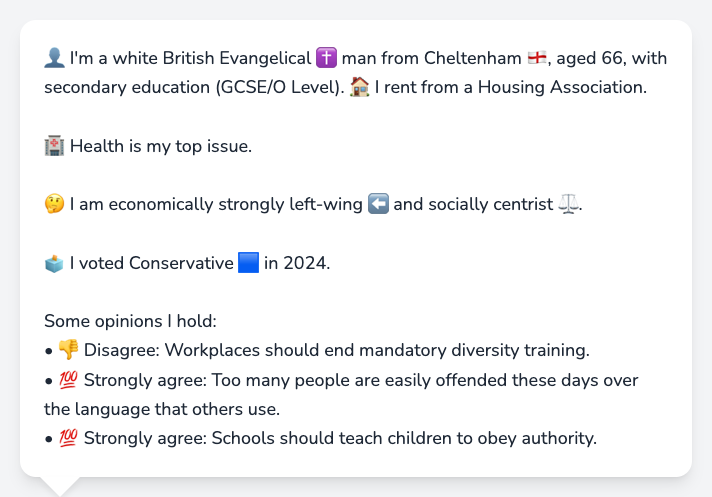 👤 I'm a white British Evangelical ✝️ man from Cheltenham 🏴󠁧󠁢󠁥󠁮󠁧󠁿, aged 66, with
secondary education (GCSE/O Level). 🏠 I rent from a Housing Association.
🏥 Health is my top issue.
🤔 I am economically strongly left-wing ⬅️ and socially centrist ⚖️.
🗳️ I voted Conservative 🟦 in 2024.
Some opinions I hold:
• 👎 Disagree: Workplaces should end mandatory diversity training.
• 💯 Strongly agree: Too many people are easily offended these days over
the language that others use.
• 💯 Strongly agree: Schools should teach children to obey authority.